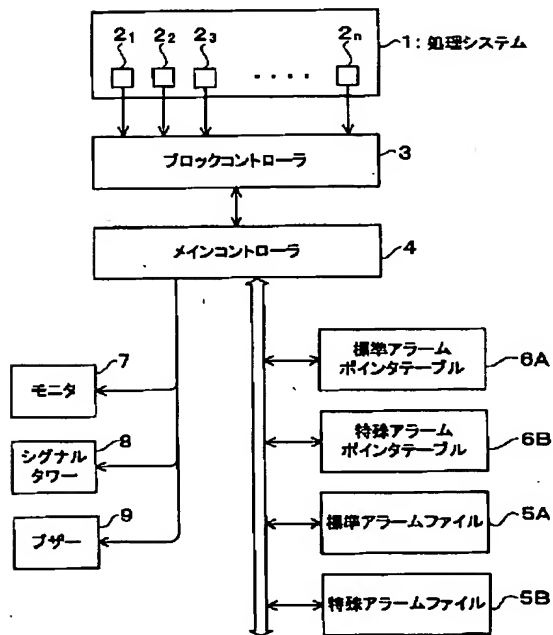 2₁ 2₂ 2₃ ・・・・ 2n
1:処理システム
ブロックコントローラ
3
メインコントローラ
4
7
モニタ
8
シグナル
タワー
9
ブザー
標準アラーム
ポインタテーブル
6A
特殊アラーム
ポインタテーブル
6B
標準アラームファイル
5A
特殊アラームファイル
5B